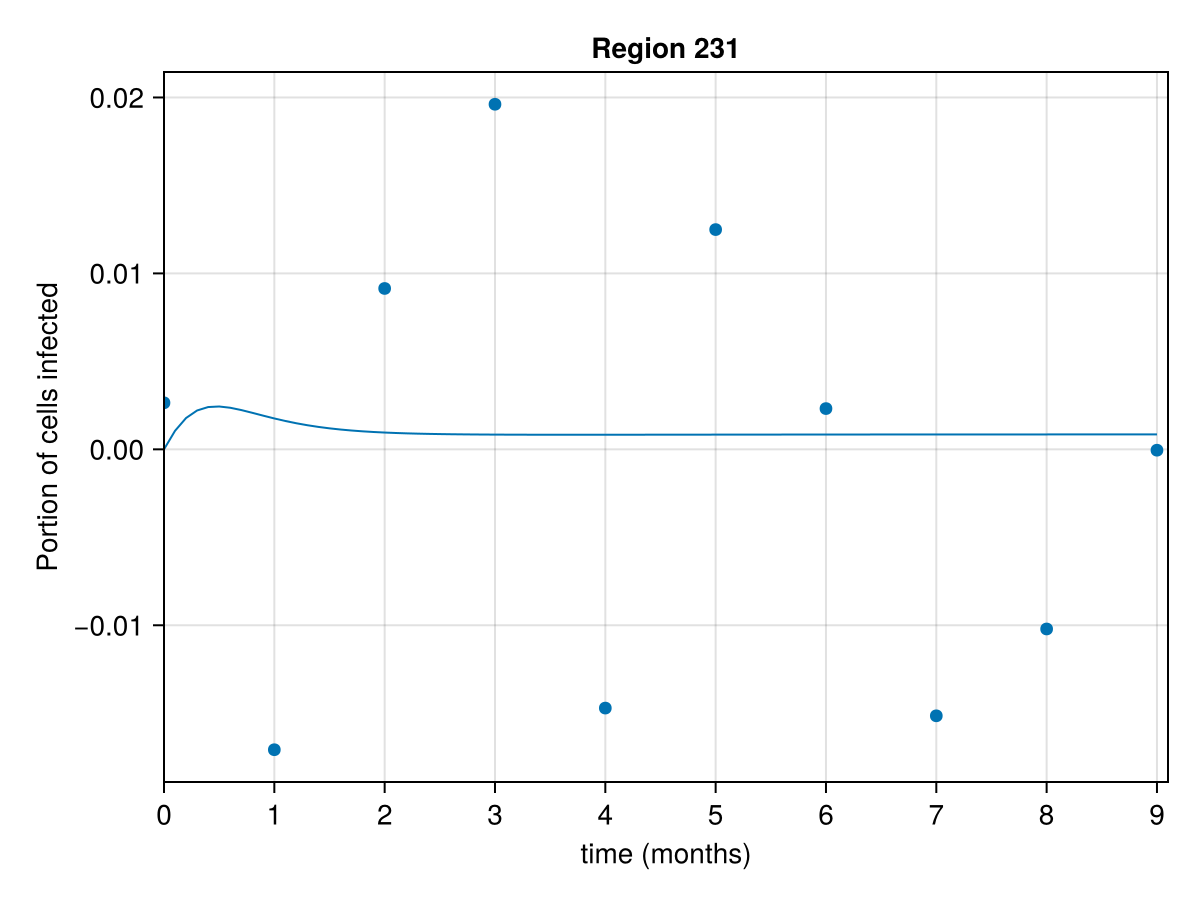 Region 231
0.02
0.01
0.00
−0.01
Portion of cells infected
0 1 2 3 4 5 6 7 8 9
time (months)